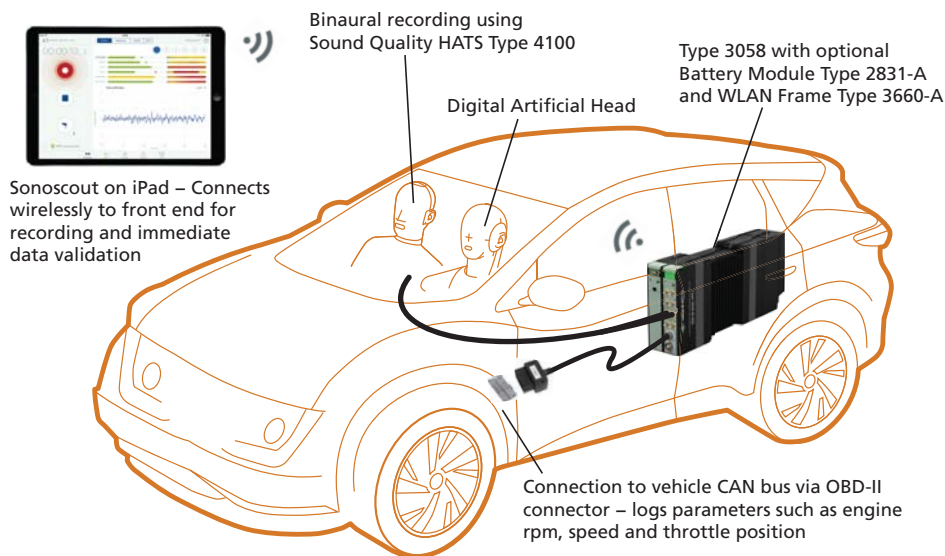 Binaural recording using
Sound Quality HATS Type 4100
Type 3058 with optional
Battery Module Type 2831-A
and WLAN Frame Type 3660-A
Digital Artificial Head
Sonoscout on iPad – Connects
wirelessly to front end for
recording and immediate
data validation
Connection to vehicle CAN bus via OBD-II
connector – logs parameters such as engine
rpm, speed and throttle position